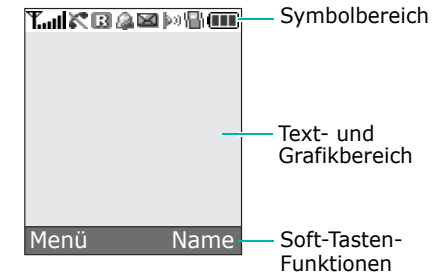 Symbolbereich
Text- und
Grafikbereich
Menü Name
Soft-Tasten-
Funktionen